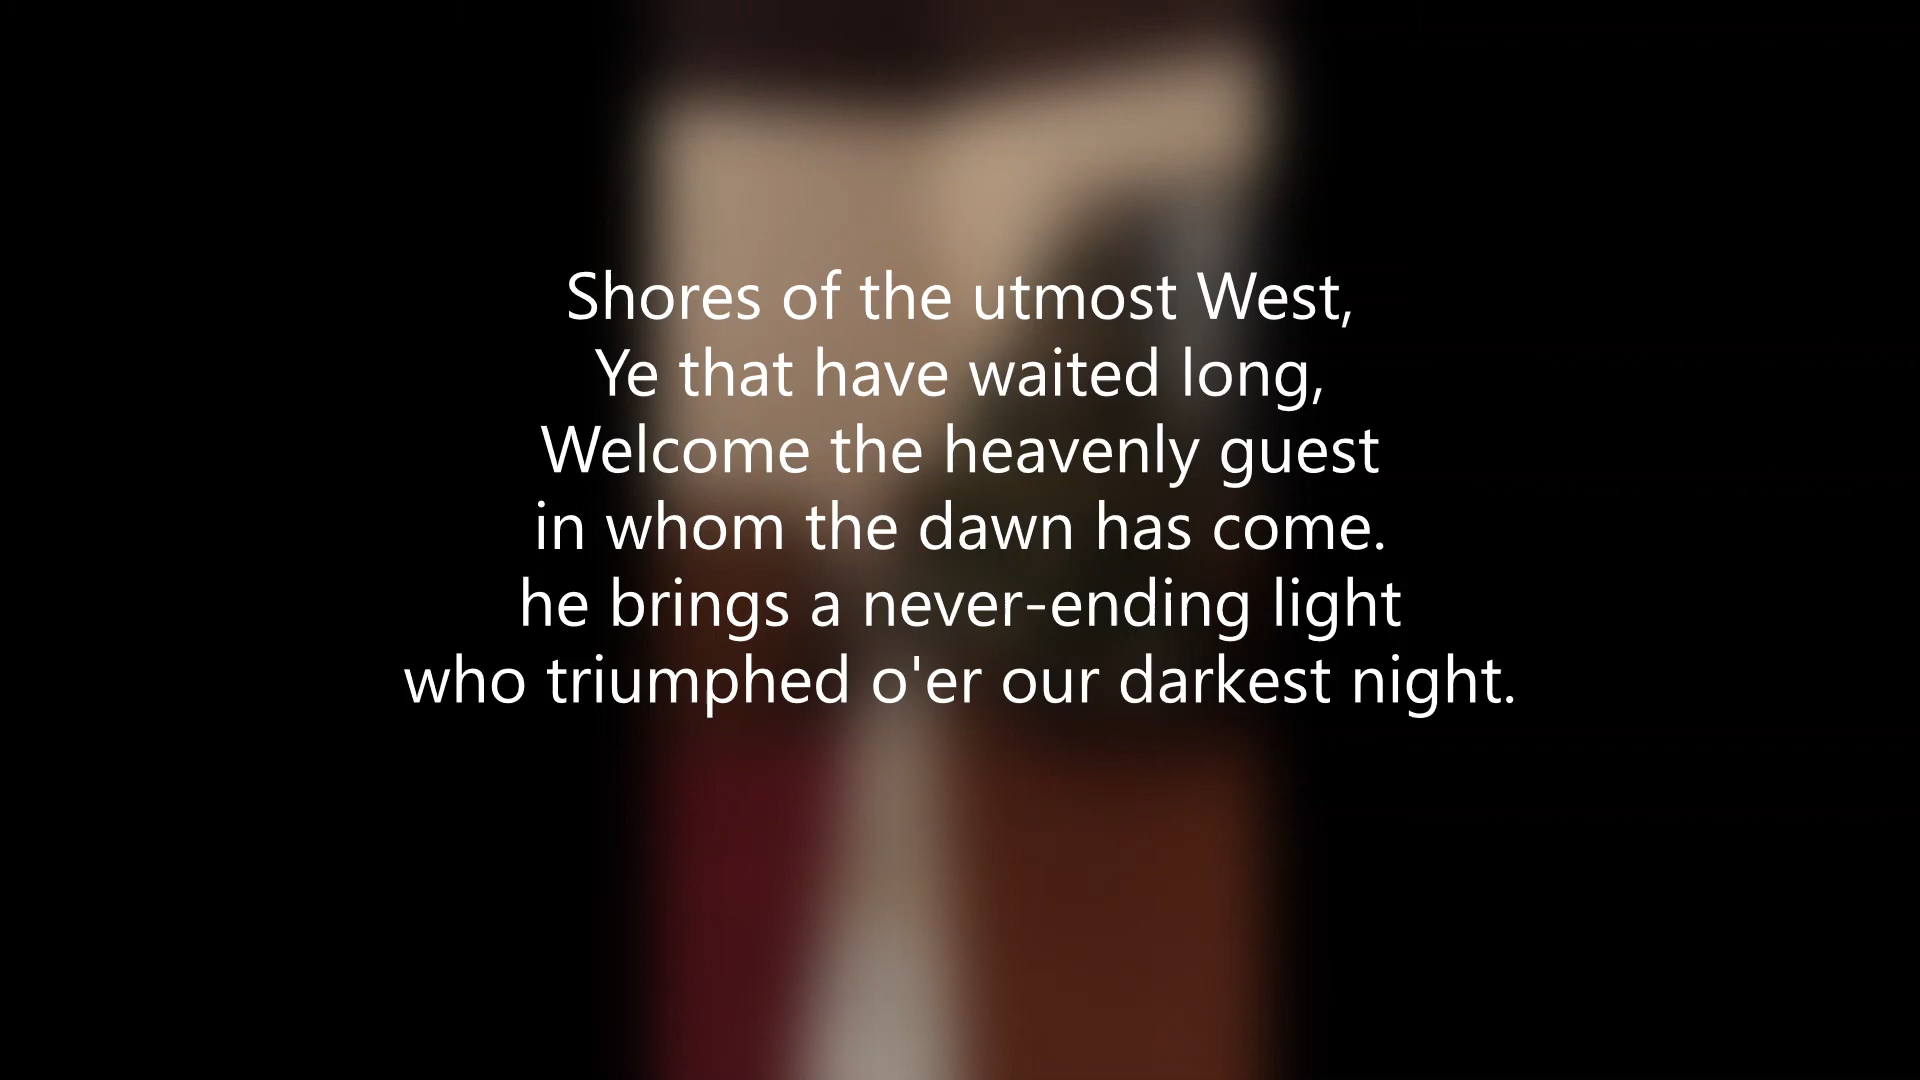 Shores of the utmost West,
Ye that have waited long,
Welcome the heavenly guest
in whom the dawn has come.
he brings a never-ending light
who triumphed o'er our darkest night.